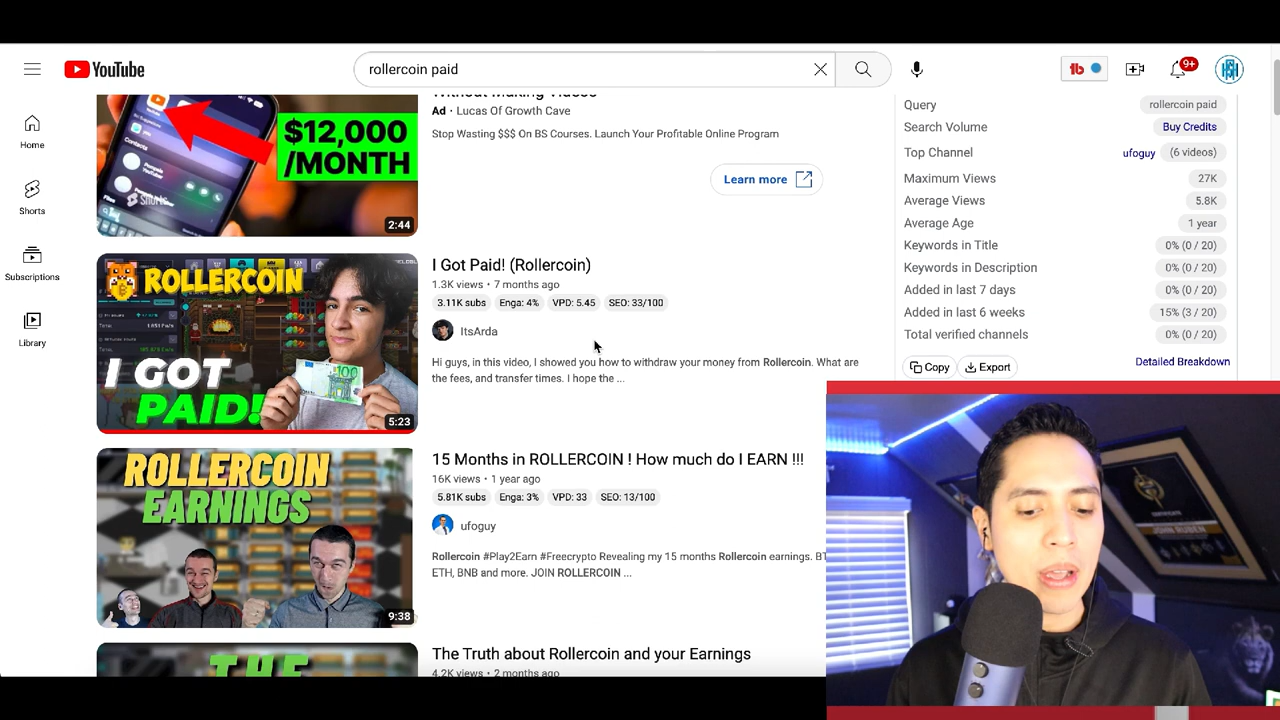 YouTube
rollercoin paid
9+
Home
Shorts
Subscriptions
Library
$12,000
/MONTH
Shorts
2:44
Ad • Lucas Of Growth Cave
Stop Wasting $$$ On BS Courses. Launch Your Profitable Online Program
Learn more
ROLLERCOIN
I GOT
PAID!
100
5:23
I Got Paid! (Rollercoin)
1.3K views • 7 months ago
3.11K subs Enga: 4% VPD: 5.45 SEO: 33/100
ItsArda
Hi guys, in this video, I showed you how to withdraw your money from Rollercoin. What are
the fees, and transfer times. I hope the ...
ROLLERCOIN
EARNINGS
9:38
15 Months in ROLLERCOIN ! How much do I EARN !!!
16K views • 1 year ago
5.81K subs Enga: 3% VPD: 33 SEO: 13/100
ufoguy
Rollercoin #Play2Earn #Freecrypto Revealing my 15 months Rollercoin earnings. BT
ETH, BNB and more. JOIN ROLLERCOIN ...
THE
The Truth about Rollercoin and your Earnings
4.2K views • 2 months ago
Query rollercoin paid
Search Volume Buy Credits
Top Channel ufoguy (6 videos)
Maximum Views 27K
Average Views 5.8K
Average Age 1 year
Keywords in Title 0% (0 / 20)
Keywords in Description 0% (0 / 20)
Added in last 7 days 0% (0 / 20)
Added in last 6 weeks 15% (3 / 20)
Total verified channels 0% (0 / 20)
Copy Export Detailed Breakdown